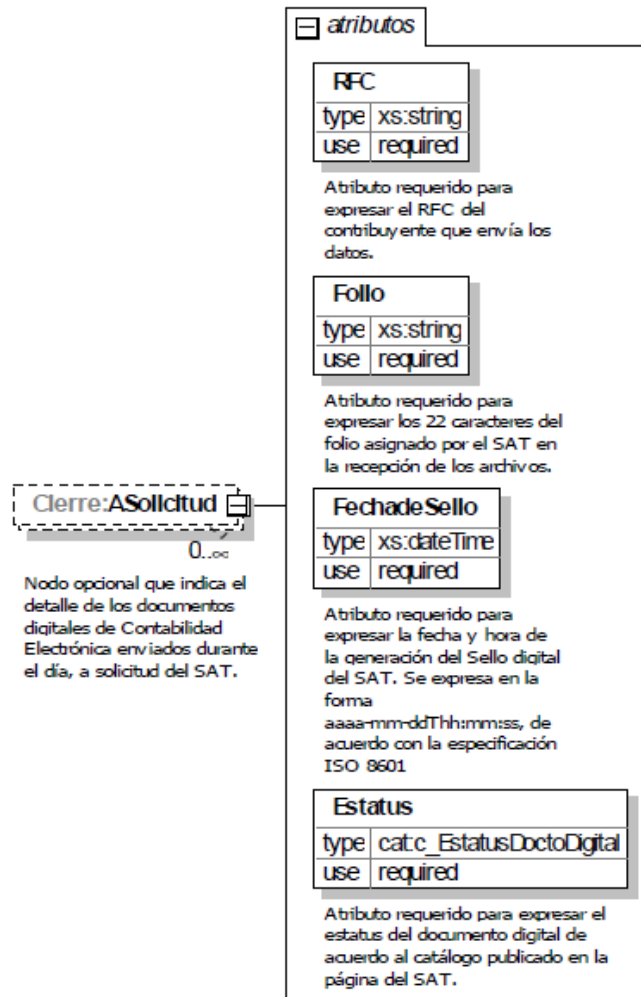 atributos
RFC
type xs:string
use required
Atributo requerido para
expresar el RFC del
contribuyente que envía los
datos.
Folio
type xs:string
use required
Atributo requerido para
expresar los 22 caracteres del
folio asignado por el SAT en
la recepción de los archivos.
Cierre:ASolicitud
0..∞
Nodo opcional que indica el
detalle de los documentos
digitales de Contabilidad
Electrónica enviados durante
el día, a solicitud del SAT.
FechadeSello
type xs:dateTime
use required
Atributo requerido para
expresar la fecha y hora de
la generación del Sello digital
del SAT. Se expresa en la
forma
aaaa-mm-ddThh:mm:ss, de
acuerdo con la especificación
ISO 8601
Estatus
type cat:c_EstatusDoctoDigital
use required
Atributo requerido para expresar el
estatus del documento digital de
acuerdo al catálogo publicado en la
página del SAT.